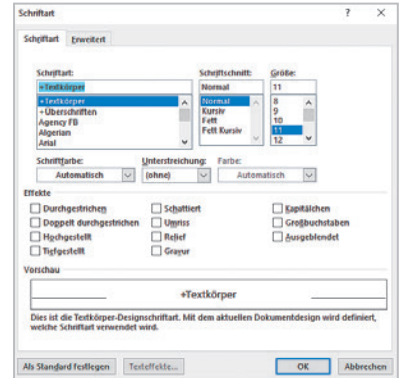 Schriftart ? ×
Schriftart Erweitert
Schriftart: Schriftschnitt: Größe:
+Textkörper Normal 11
+Textkörper Normal 8
+Überschriften Kursiv 9
Agency FB Fett 10
Algerian Fett Kursiv 11
Arial 12
Schriftfarbe: Unterstreichung: Farbe:
Automatisch (ohne) Automatisch
Effekte
Durchgestrichen Schattiert Kapitälchen
Doppelt durchgestrichen Umriss Großbuchstaben
Hochgestellt Relief Ausgeblendet
Tiefgestellt Gravur
Vorschau
+Textkörper
Dies ist die Textkörper-Designschriftart. Mit dem aktuellen Dokumentdesign wird definiert,
welche Schriftart verwendet wird.
Als Standard festlegen Texteffekte... OK Abbrechen